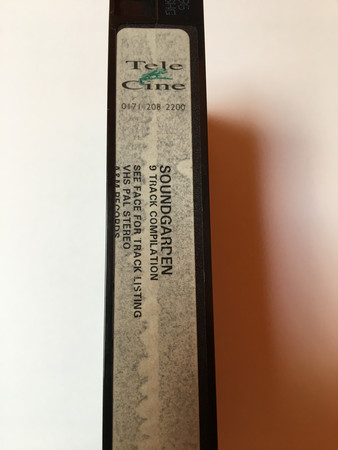 Tele
Cine
0171-208-2200
SOUNDGARDEN
9 TRACK COMPILATION
SEE FACE FOR TRACK LISTING
VHS PAL STEREO
A&M RECORDS